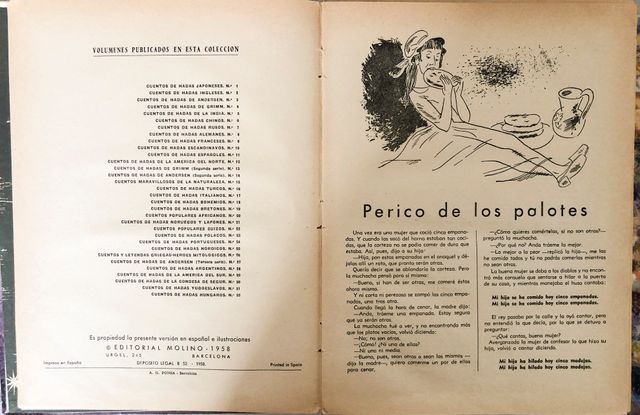 VOLUMENES PUBLICADOS EN ESTA COLECCION
CUENTOS DE HADAS JAPONESES. N.º 1
CUENTOS DE HADAS INGLESES. N.º 2
CUENTOS DE HADAS DE ANDERSEN. N.º 3
CUENTOS DE HADAS DE GRIMM. N.º 4
CUENTOS DE HADAS DE LA INDIA. N.º 5
CUENTOS DE HADAS CHINOS. N.º 6
CUENTOS DE HADAS RUSOS. N.º 7
CUENTOS DE HADAS ALEMANES. N.º 8
CUENTOS DE HADAS FRANCESES. N.º 9
CUENTOS DE HADAS ESCANDINAVOS. N.º 10
CUENTOS DE HADAS ESPAÑOLES. N.º 11
CUENTOS DE HADAS DE LA AMERICA DEL NORTE. N.º 12
CUENTOS DE HADAS DE GRIMM (Segunda serie). N.º 13
CUENTOS DE HADAS DE ANDERSEN (Segunda serie). N.º 14
CUENTOS MARAVILLOSOS DE LA NATURALEZA. N.º 15
CUENTOS DE HADAS TURCOS. N.º 16
CUENTOS DE HADAS ITALIANOS. N.º 17
CUENTOS DE HADAS BOHEMIOS. N.º 18
CUENTOS DE HADAS BRETONES. N.º 19
CUENTOS POPULARES AFRICANOS. N.º 20
CUENTOS DE HADAS NORUEGOS Y LAPONES. N.º 21
CUENTOS POPULARES SUIZOS. N.º 22
CUENTOS DE HADAS POLACOS. N.º 23
CUENTOS DE HADAS PORTUGUESES. N.º 24
CUENTOS DE HADAS NORDICOS. N.º 25
CUENTOS Y LEYENDAS GRIEGAS-HEROES MITOLOGICOS. N.º 26
CUENTOS DE HADAS DE ANDERSEN (Tercera serie). N.º 27
CUENTOS DE HADAS ARGENTINOS. N.º 28
CUENTOS DE HADAS DE LA AMERICA DEL SUR. N.º 29
CUENTOS DE HADAS DE LA CONDESA DE SEGUR. N.º 30
CUENTOS DE HADAS YUGOESLAVOS. N.º 31
CUENTOS DE HADAS HUNGAROS. N.º 32
Es propiedad la presente versión en español e ilustraciones
© EDITORIAL MOLINO - 1958
URGEL, 245 BARCELONA
Impreso en España DEPOSITO LEGAL B 52 - 1958. Printed in Spain
A. G. PONSA - Barcelona
Perico de los palotes
Una vez era una mujer que coció cinco empanadas. Y cuando las sacó del horno estaban tan cocidas, que la corteza no se podía comer de dura que estaba. Así, pues, dijo a su hija:
—Hija, pon estas empanadas en el anaquel y déjalas allí un rato, que pronto serán otras.
Quería decir que se ablandaría la corteza. Pero la muchacha pensó para sí misma:
—Bueno, si han de ser otras, me comeré éstas ahora mismo.
Y ni corta ni perezosa se zampó las cinco empanadas, una tras otra.
Cuando llegó la hora de cenar, la mujer dijo:
—Anda, tráeme una empanada. Estoy segura que ya serán otras.
La muchacha fué a ver, y no encontrando más que los platos vacíos, volvió diciendo:
—No; no son otras.
—¿Cómo? ¿Ni una de ellas?
—Ni una ni media.
—Bueno, pues, sean otras o sean las mismas —dijo la madre—, quiero comerme un par de ellas para cenar.
—¿Cómo quieres comértelas, si no son otras? —preguntó la muchacha.
—¿Por qué no? Anda tráeme la mejor.
—La mejor o la peor —replicó la hija—, me las he comido todas y tú no podrás comerlas mientras no sean otras.
La buena mujer se daba a los diablos y no encontró más consuelo que sentarse a hilar a la puerta de su casa, y mientras manejaba el huso cantaba:
Mi hija se ha comido hoy cinco empanadas.
Mi hija se ha comido hoy cinco empanadas.
El rey pasaba por la calle y la oyó cantar, pero no entendió lo que decía, por lo que se detuvo a preguntar:
—¿Qué cantas, buena mujer?
Avergonzada la mujer de confesar lo que hizo su hija, volvió a cantar diciendo:
Mi hija ha hilado hoy cinco madejas.
Mi hija ha hilado hoy cinco madejas.